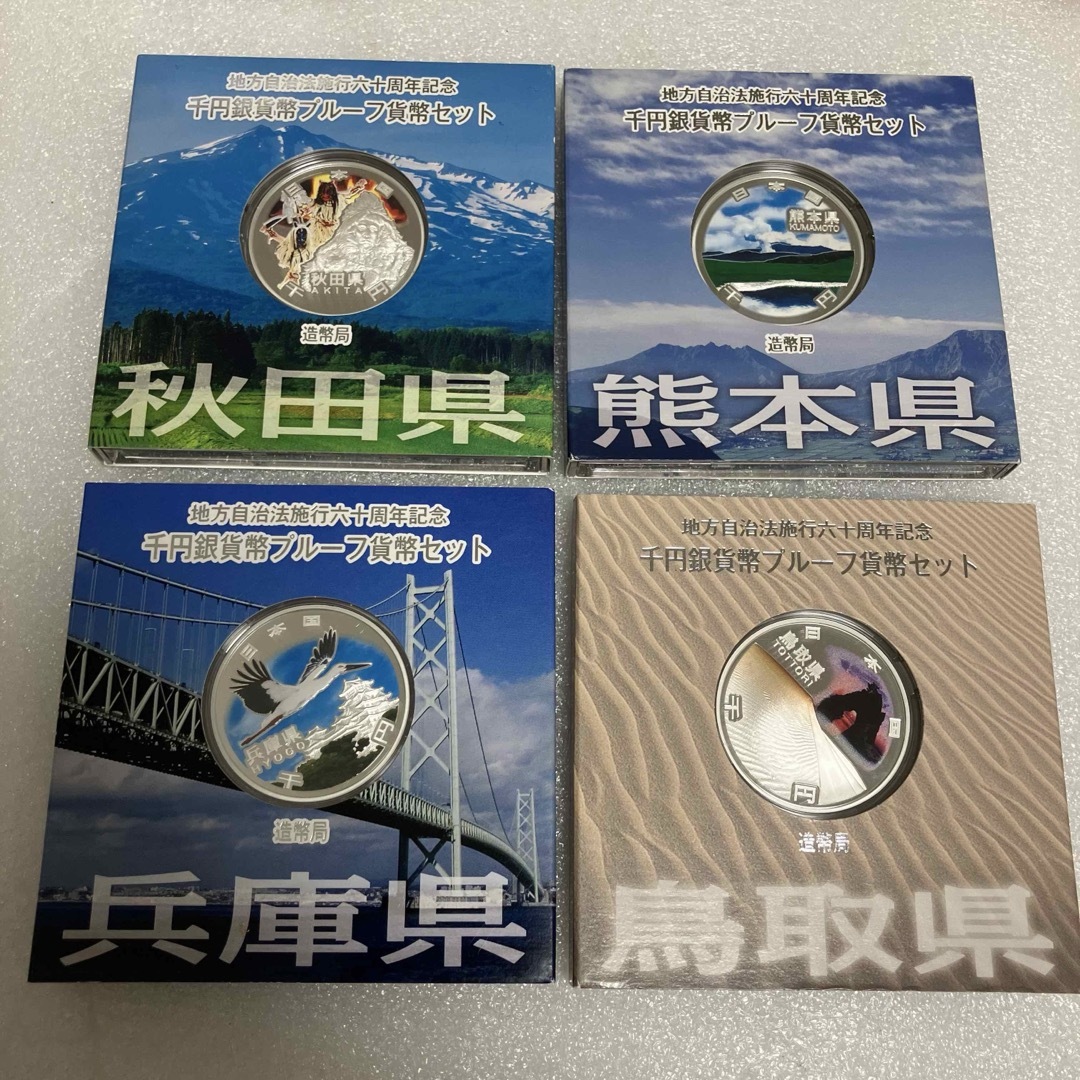 地方自治法施行六十周年記念
千円銀貨幣プルーフ貨幣セット
日本国
秋田県
AKITA
千円
造幣局
秋田県
地方自治法施行六十周年記念
千円銀貨幣プルーフ貨幣セット
日本国
熊本県
KUMAMOTO
千円
造幣局
熊本県
地方自治法施行六十周年記念
千円銀貨幣プルーフ貨幣セット
日本国
兵庫県
HYOGO
千円
造幣局
兵庫県
地方自治法施行六十周年記念
千円銀貨幣プルーフ貨幣セット
日本国
鳥取県
TOTTORI
千円
造幣局
鳥取県